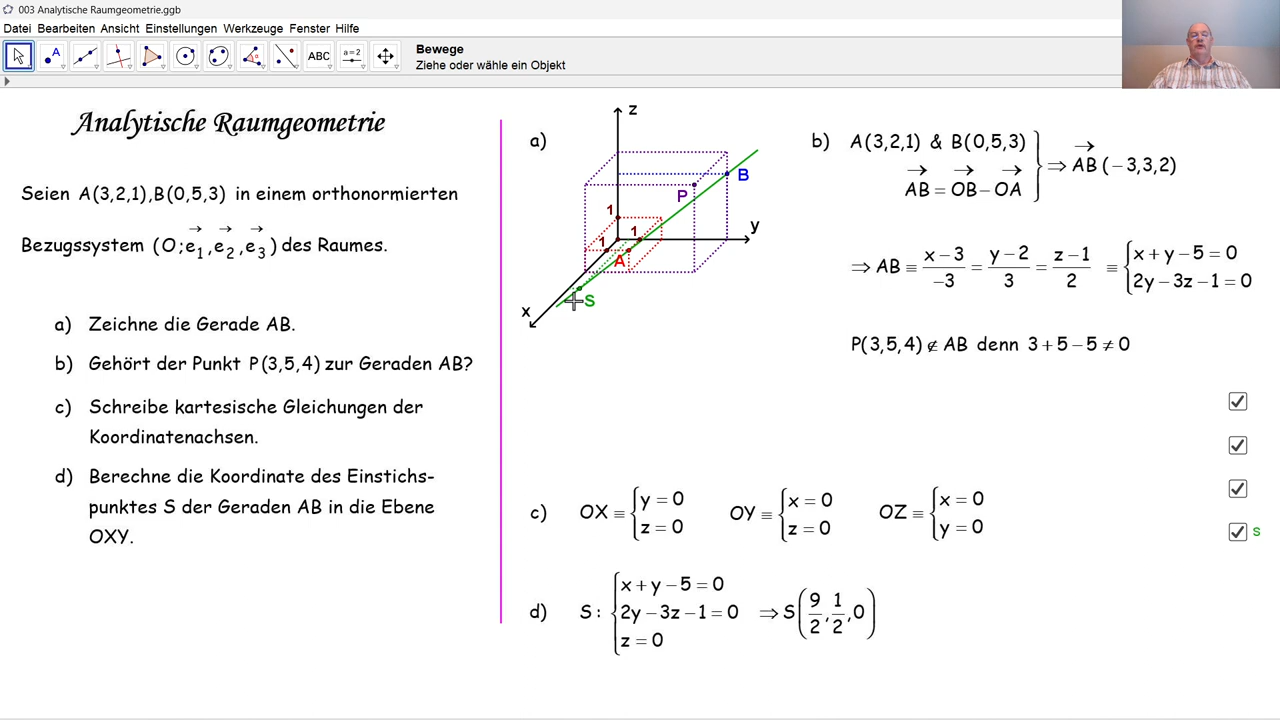 003 Analytische Raumgeometrie.ggb
Datei Bearbeiten Ansicht Einstellungen Werkzeuge Fenster Hilfe
A
ABC
a=2
Bewege
Ziehe oder wähle ein Objekt
Analytische Raumgeometrie
Seien A(3,2,1),B(0,5,3) in einem orthonormierten
Bezugssystem (O;e₁→,e₂→,e₃→) des Raumes.
a) Zeichne die Gerade AB.
b) Gehört der Punkt P(3,5,4) zur Geraden AB?
c) Schreibe kartesische Gleichungen der
Koordinatenachsen.
d) Berechne die Koordinate des Einstichs-
punktes S der Geraden AB in die Ebene
OXY.
a)
z
B
P
1
1
y
1
A
S
x
b) A(3,2,1) & B(0,5,3)
AB→ = OB→ − OA→
} ⇒ AB→(−3,3,2)
⇒ AB ≡ (x−3)/(−3) = (y−2)/3 = (z−1)/2 ≡ { x+y−5=0
2y−3z−1=0
P(3,5,4) ∉ AB denn 3+5−5 ≠ 0
c) OX ≡ { y=0
z=0
OY ≡ { x=0
z=0
OZ ≡ { x=0
y=0
S
d) S: { x+y−5=0
2y−3z−1=0
z=0
⇒ S(9/2, 1/2, 0)